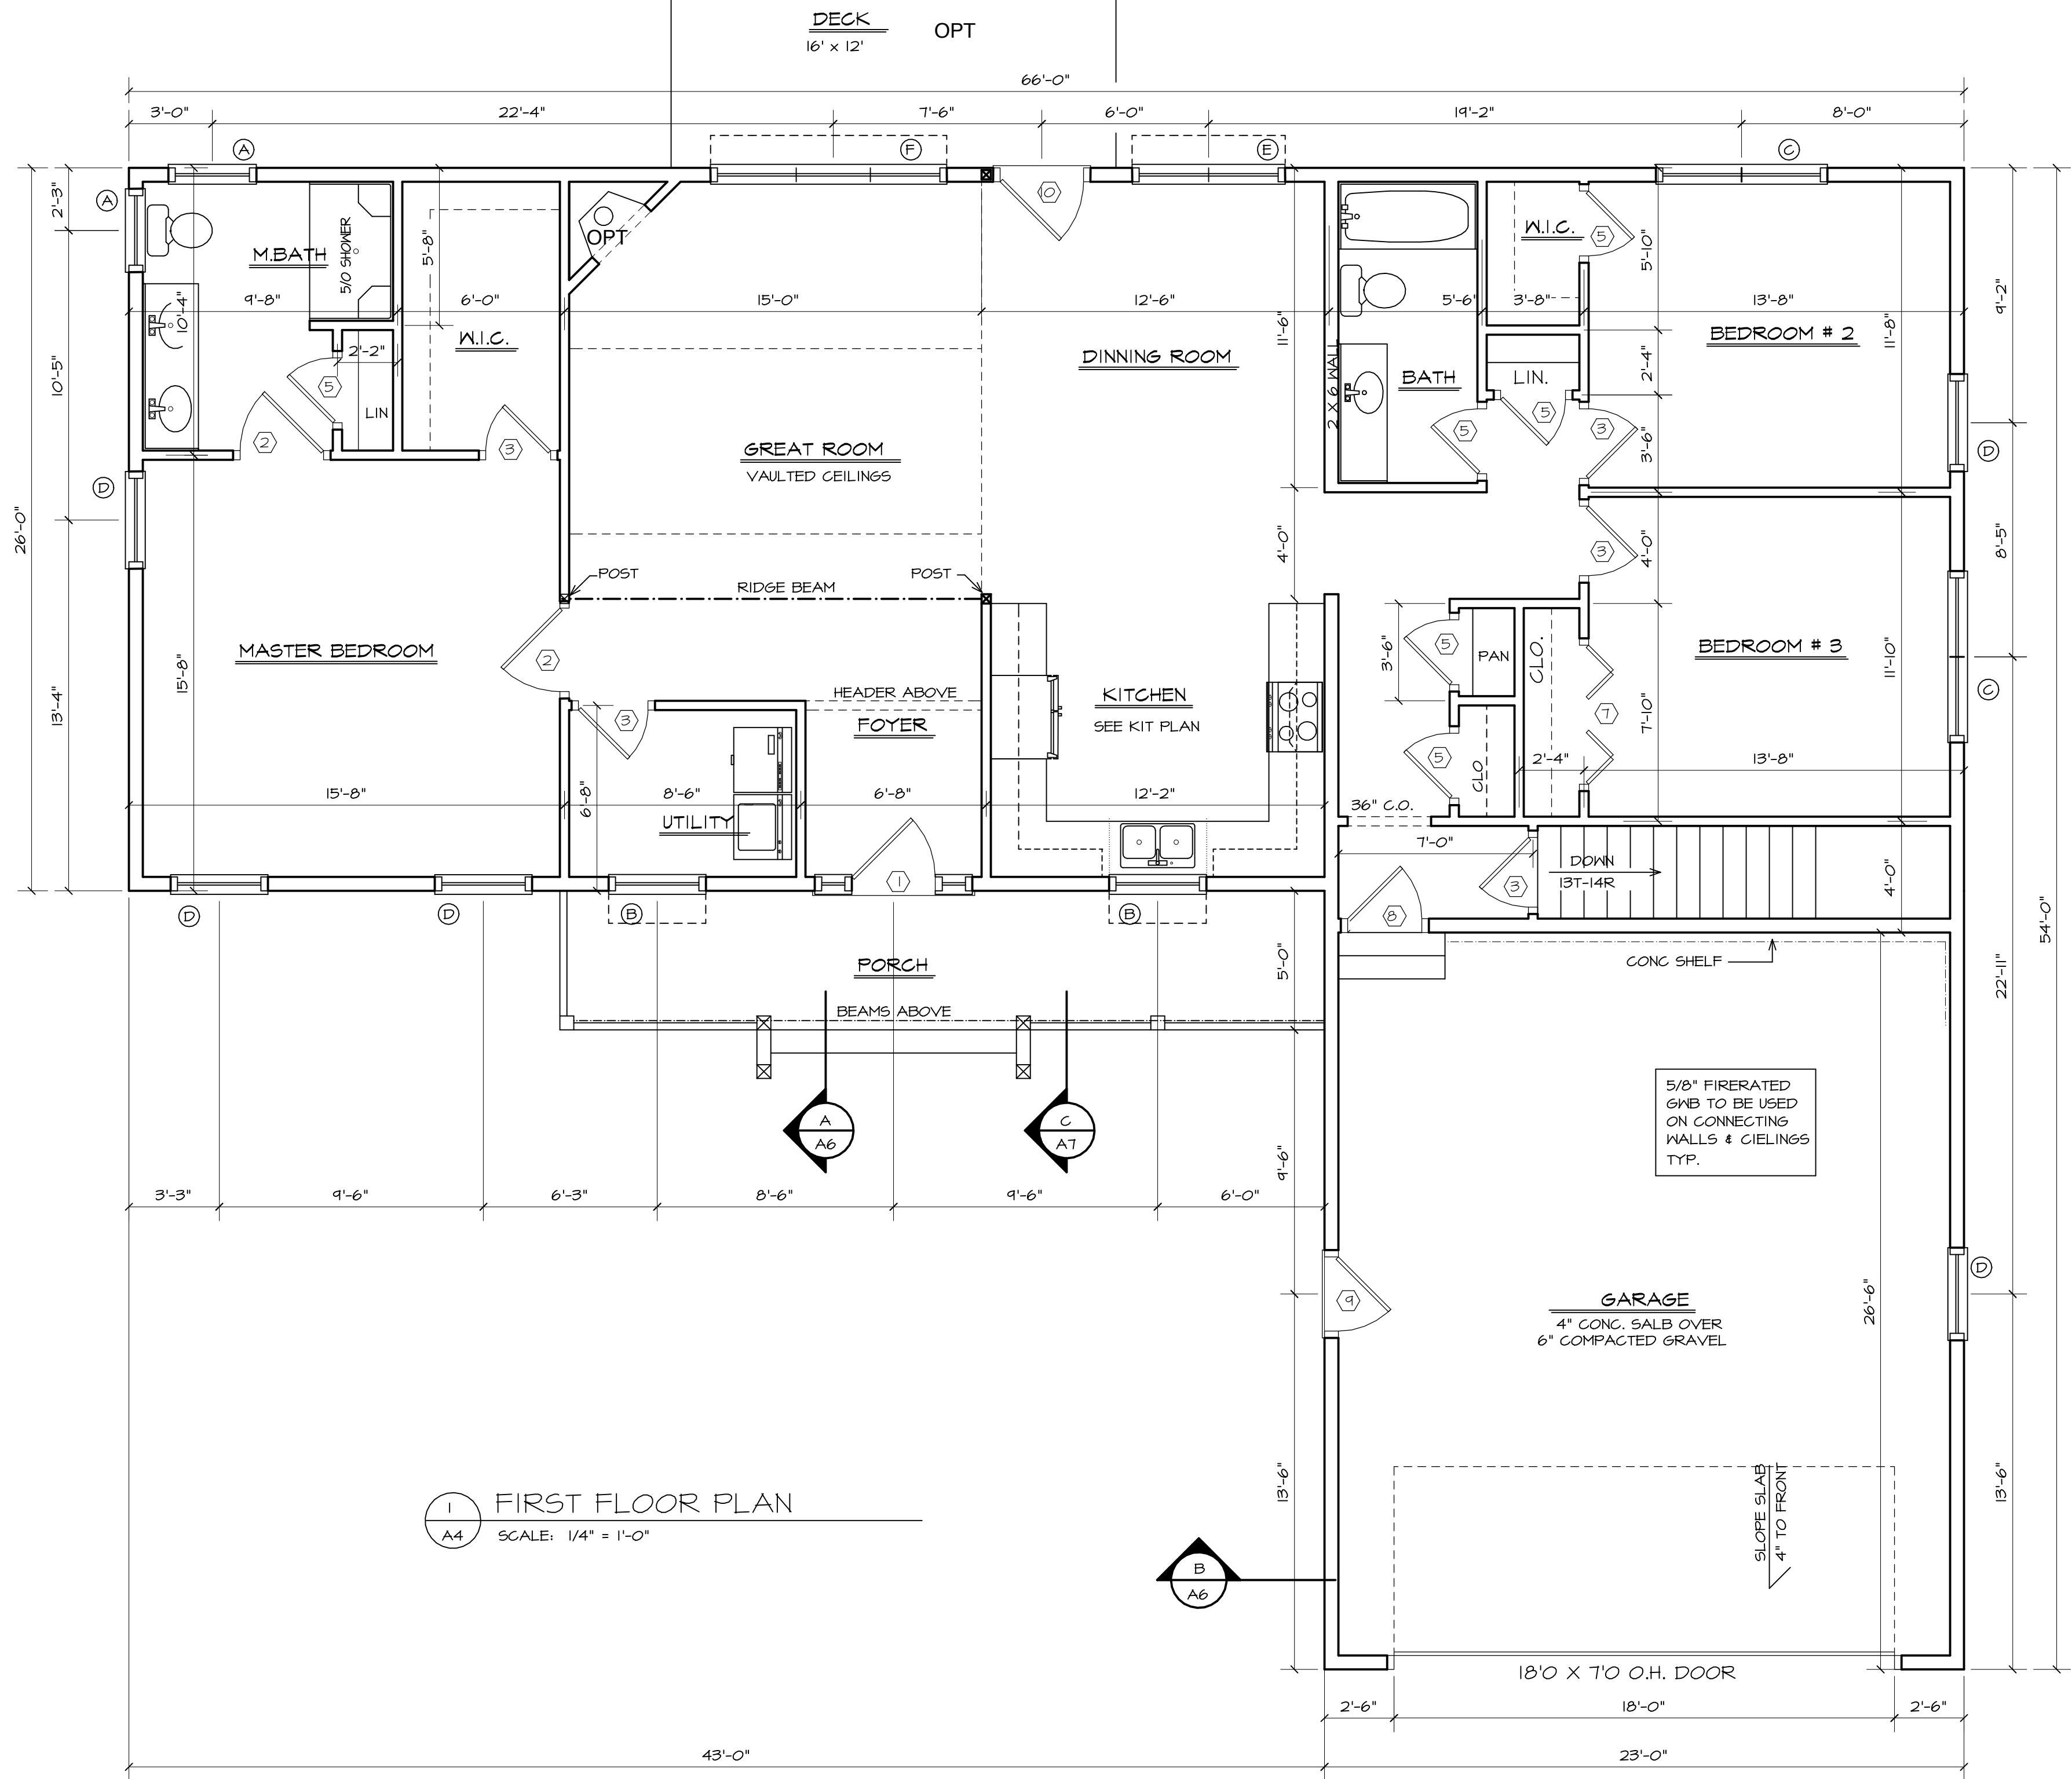 DECK
16' x 12'
OPT
66'-0"
3'-0"
22'-4"
7'-6"
6'-0"
19'-2"
8'-0"
A
F
E
C
A
2'-3"
10'-5"
13'-4"
26'-0"
D
M.BATH
5/0 SHOWER
9'-8"
10'-4"
2'-2"
5
LIN
2
5'-8"
6'-0"
W.I.C.
3
OPT
15'-0"
GREAT ROOM
VAULTED CEILINGS
POST
RIDGE BEAM
POST
10
12'-6"
DINNING ROOM
11'-6"
4'-0"
2 X 6 WALL
BATH
5'-6"
5
W.I.C.
5
3'-8"
LIN.
5
3
5'-10"
2'-4"
3'-6"
4'-0"
7'-10"
13'-8"
BEDROOM # 2
11'-8"
9'-2"
D
8'-5"
3
BEDROOM # 3
11'-10"
C
13'-8"
2'-4"
7
CLO.
PAN
5
3'-6"
5
CLO
36" C.O.
7'-0"
3
DOWN
13T-14R
4'-0"
8
MASTER BEDROOM
15'-8"
15'-8"
2
3
HEADER ABOVE
FOYER
6'-8"
8'-6"
UTILITY
6'-8"
1
KITCHEN
SEE KIT PLAN
12'-2"
D
D
B
B
PORCH
BEAMS ABOVE
5'-0"
CONC SHELF
22'-11"
54'-0"
A
A6
C
A7
5/8" FIRERATED
GWB TO BE USED
ON CONNECTING
WALLS & CIELINGS
TYP.
9'-6"
3'-3"
9'-6"
6'-3"
8'-6"
9'-6"
6'-0"
9
D
GARAGE
4" CONC. SALB OVER
6" COMPACTED GRAVEL
26'-6"
13'-6"
13'-6"
SLOPE SLAB
4" TO FRONT
1
A4
FIRST FLOOR PLAN
SCALE: 1/4" = 1'-0"
B
A6
18'0 X 7'0 O.H. DOOR
2'-6"
18'-0"
2'-6"
43'-0"
23'-0"